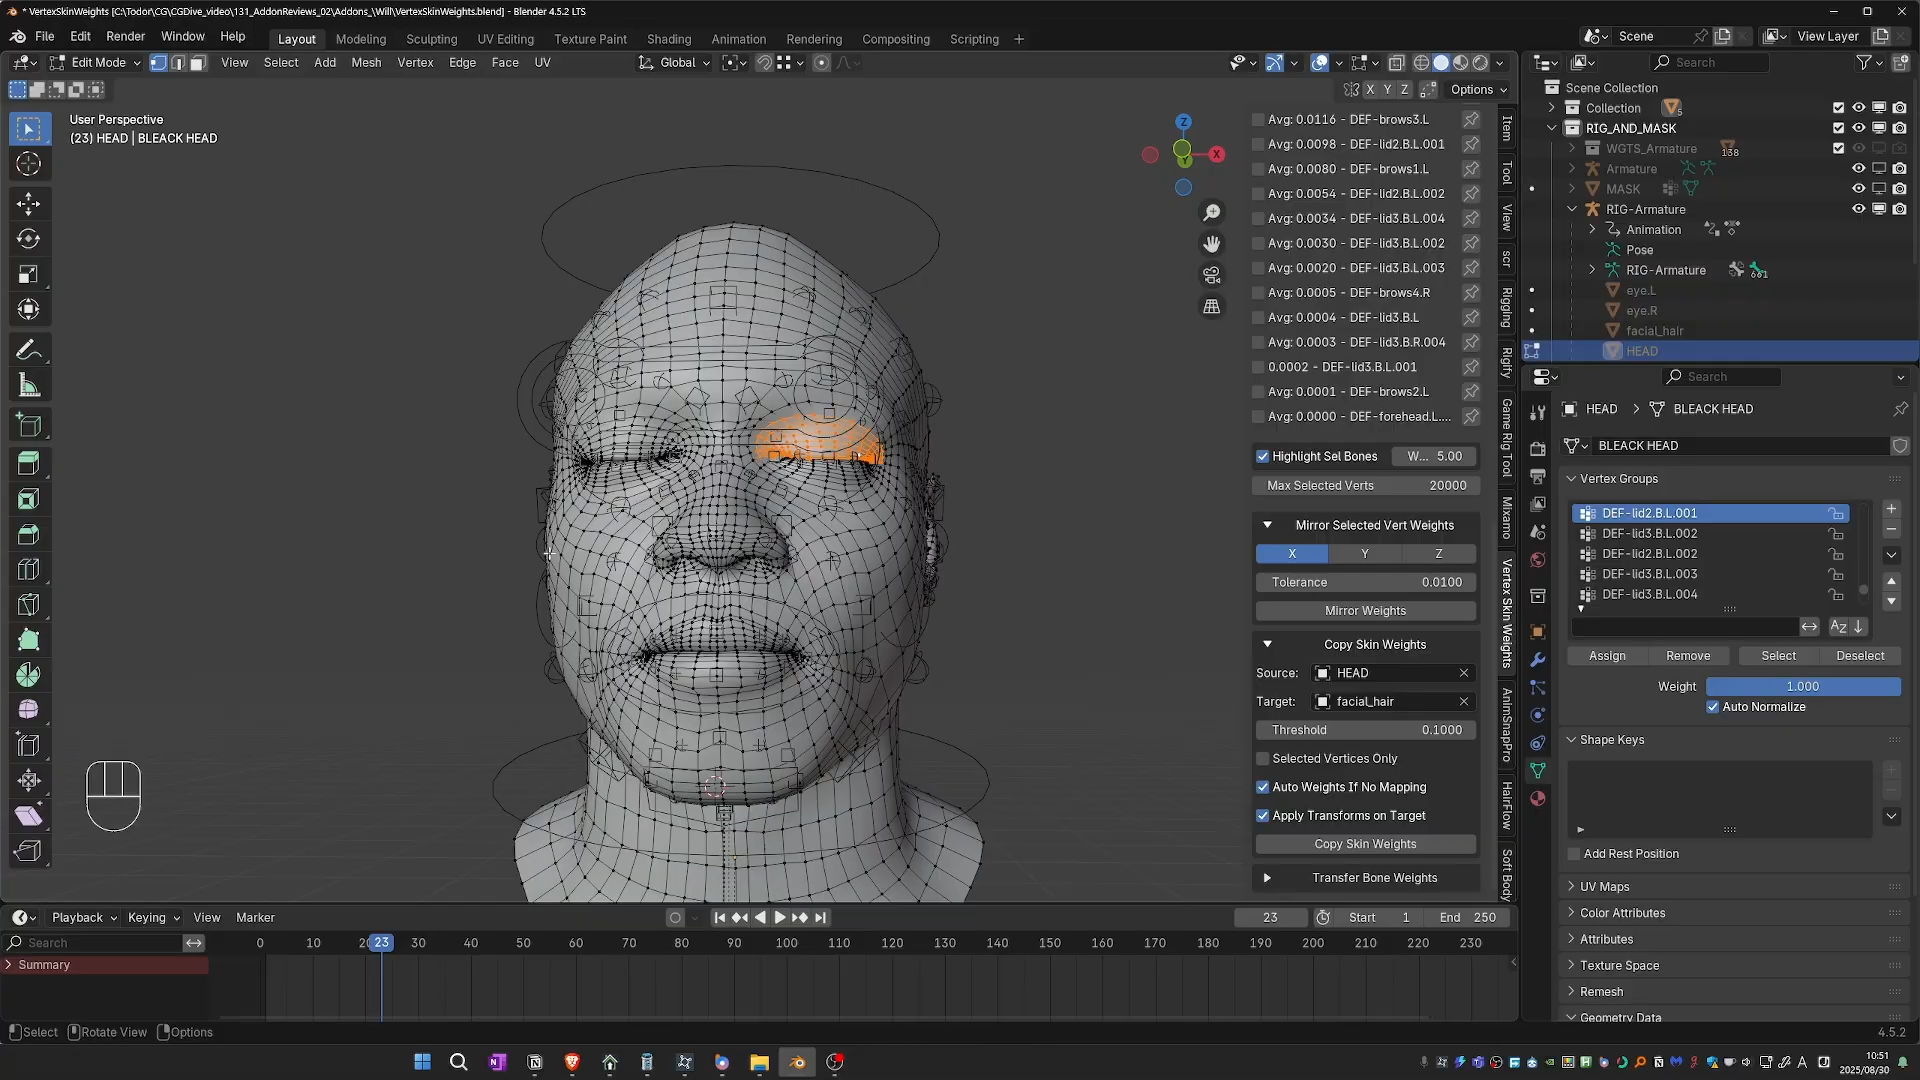 * VertexSkinWeights [C:\Todor\CG\CGDive_video\131_AddonReviews_02\Addons_\Will\VertexSkinWeights.blend] - Blender 4.5.2 LTS
File Edit Render Window Help Layout Modeling Sculpting UV Editing Texture Paint Shading Animation Rendering Compositing Scripting + Scene View Layer
Edit Mode View Select Add Mesh Vertex Edge Face UV Global
X Y Z Options
User Perspective
(23) HEAD | BLEACK HEAD
Z
X
Y
Avg: 0.0116 - DEF-brows3.L
Avg: 0.0098 - DEF-lid2.B.L.001
Avg: 0.0080 - DEF-brows1.L
Avg: 0.0054 - DEF-lid2.B.L.002
Avg: 0.0034 - DEF-lid3.B.L.004
Avg: 0.0030 - DEF-lid3.B.L.002
Avg: 0.0020 - DEF-lid3.B.L.003
Avg: 0.0005 - DEF-brows4.R
Avg: 0.0004 - DEF-lid3.B.L
Avg: 0.0003 - DEF-lid3.B.R.004
0.0002 - DEF-lid3.B.L.001
Avg: 0.0001 - DEF-brows2.L
Avg: 0.0000 - DEF-forehead.L....
Highlight Sel Bones W... 5.00
Max Selected Verts 20000
Mirror Selected Vert Weights
X Y Z
Tolerance 0.0100
Mirror Weights
Copy Skin Weights
Source: HEAD
Target: facial_hair
Threshold 0.1000
Selected Vertices Only
Auto Weights If No Mapping
Apply Transforms on Target
Copy Skin Weights
Transfer Bone Weights
Item
Tool
View
scr
Rigging
Rigify
Game Rig Tool
Mixamo
Vertex Skin Weights
AnimSnapPro
HairFlow
Soft Body
Search
Scene Collection
Collection 5
RIG_AND_MASK
WGTS_Armature 138
Armature
MASK
RIG-Armature
Animation
Pose
RIG-Armature 661
eye.L
eye.R
facial_hair
HEAD
Search
HEAD > BLEACK HEAD
BLEACK HEAD
Vertex Groups
DEF-lid2.B.L.001
DEF-lid3.B.L.002
DEF-lid2.B.L.002
DEF-lid3.B.L.003
DEF-lid3.B.L.004
AZ
Assign Remove Select Deselect
Weight 1.000
Auto Normalize
Shape Keys
Add Rest Position
UV Maps
Color Attributes
Attributes
Texture Space
Remesh
Geometry Data
Playback Keying View Marker 23 Start 1 End 250
Search 0 10 20 23 30 40 50 60 70 80 90 100 110 120 130 140 150 160 170 180 190 200 210 220 230
Summary
Select Rotate View Options 4.5.2
10:51
2025/08/30